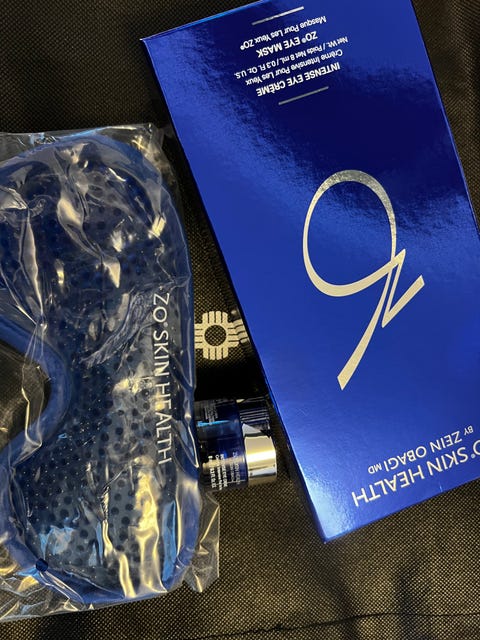 INTENSE EYE CRÈME
Crème Intensive Pour Les Yeux
Net Wt. / Poids Net 8 mL / 0.3 Fl. Oz. U.S.
ZO® EYE MASK
Masque Pour Les Yeux ZO®
ZO® SKIN HEALTH
BY ZEIN OBAGI MD
ZO® SKIN HEALTH